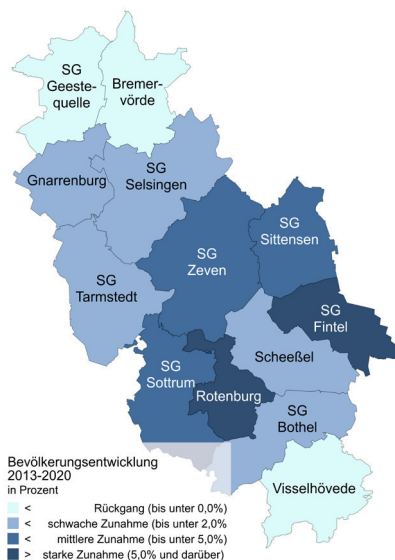 SG
Geeste-
quelle
Bremer-
vörde
Gnarrenburg
SG
Selsingen
SG
Sittensen
SG
Zeven
SG
Tarmstedt
SG
Fintel
Scheeßel
SG
Sottrum
Rotenburg
SG
Bothel
Visselhövede
Bevölkerungsentwicklung
2013-2020
in Prozent
< Rückgang (bis unter 0,0%)
< schwache Zunahme (bis unter 2,0%)
< mittlere Zunahme (bis unter 5,0%)
> starke Zunahme (5,0% und darüber)